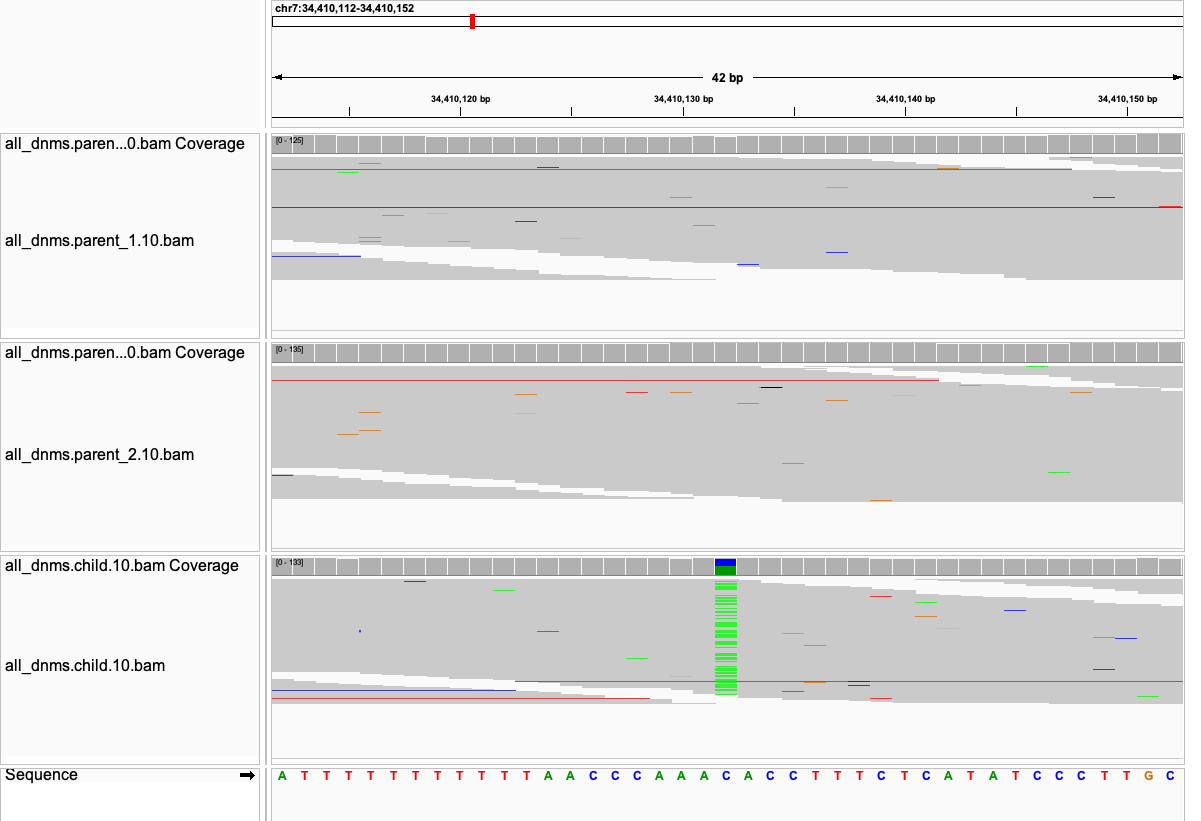 chr7:34,410,112-34,410,152
42 bp
34,410,120 bp 34,410,130 bp 34,410,140 bp 34,410,150 bp
all_dnms.paren...0.bam Coverage [0 - 125]
all_dnms.parent_1.10.bam
all_dnms.paren...0.bam Coverage [0 - 135]
all_dnms.parent_2.10.bam
all_dnms.child.10.bam Coverage [0 - 133]
all_dnms.child.10.bam
Sequence A T T T T T T T T T T T A A C C C A A A C A C C T T T C T C A T A T C C C T T G C